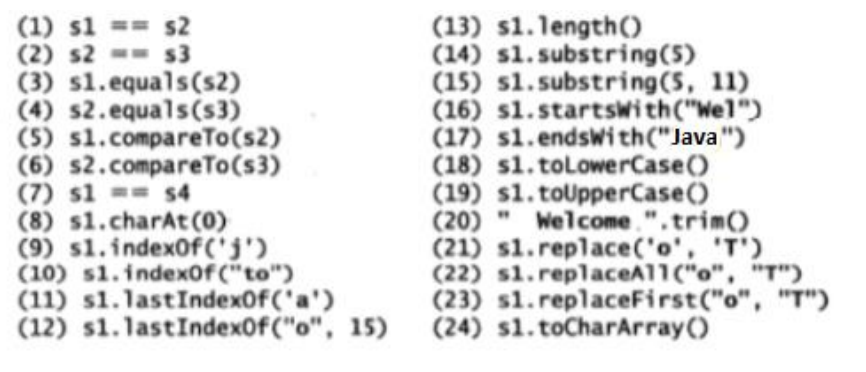 (1) s1 == s2
(2) s2 == s3
(3) s1.equals(s2)
(4) s2.equals(s3)
(5) s1.compareTo(s2)
(6) s2.compareTo(s3)
(7) s1 == s4
(8) s1.charAt(0)
(9) s1.indexOf('j')
(10) s1.indexOf("to")
(11) s1.lastIndexOf('a')
(12) s1.lastIndexOf("o", 15)
(13) s1.length()
(14) s1.substring(5)
(15) s1.substring(5, 11)
(16) s1.startsWith("Wel")
(17) s1.endsWith("Java")
(18) s1.toLowerCase()
(19) s1.toUpperCase()
(20) "  Welcome ".trim()
(21) s1.replace('o', 'T')
(22) s1.replaceAll("o", "T")
(23) s1.replaceFirst("o", "T")
(24) s1.toCharArray()